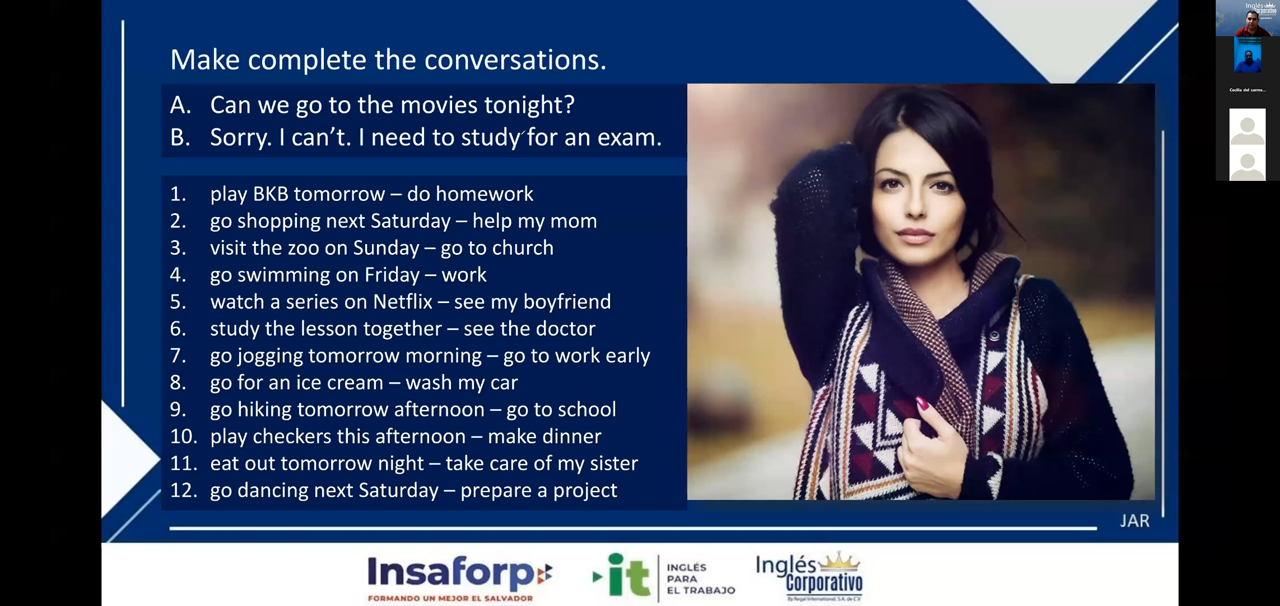 Make complete the conversations.
A. Can we go to the movies tonight?
B. Sorry. I can't. I need to study for an exam.
1. play BKB tomorrow – do homework
2. go shopping next Saturday – help my mom
3. visit the zoo on Sunday – go to church
4. go swimming on Friday – work
5. watch a series on Netflix – see my boyfriend
6. study the lesson together – see the doctor
7. go jogging tomorrow morning – go to work early
8. go for an ice cream – wash my car
9. go hiking tomorrow afternoon – go to school
10. play checkers this afternoon – make dinner
11. eat out tomorrow night – take care of my sister
12. go dancing next Saturday – prepare a project
JAR
Insaforp
FORMANDO UN MEJOR EL SALVADOR
it
INGLÉS
PARA
EL TRABAJO
Inglés
Corporativo
By Regal International, S.A. de C.V.
Inglés
Corporativo